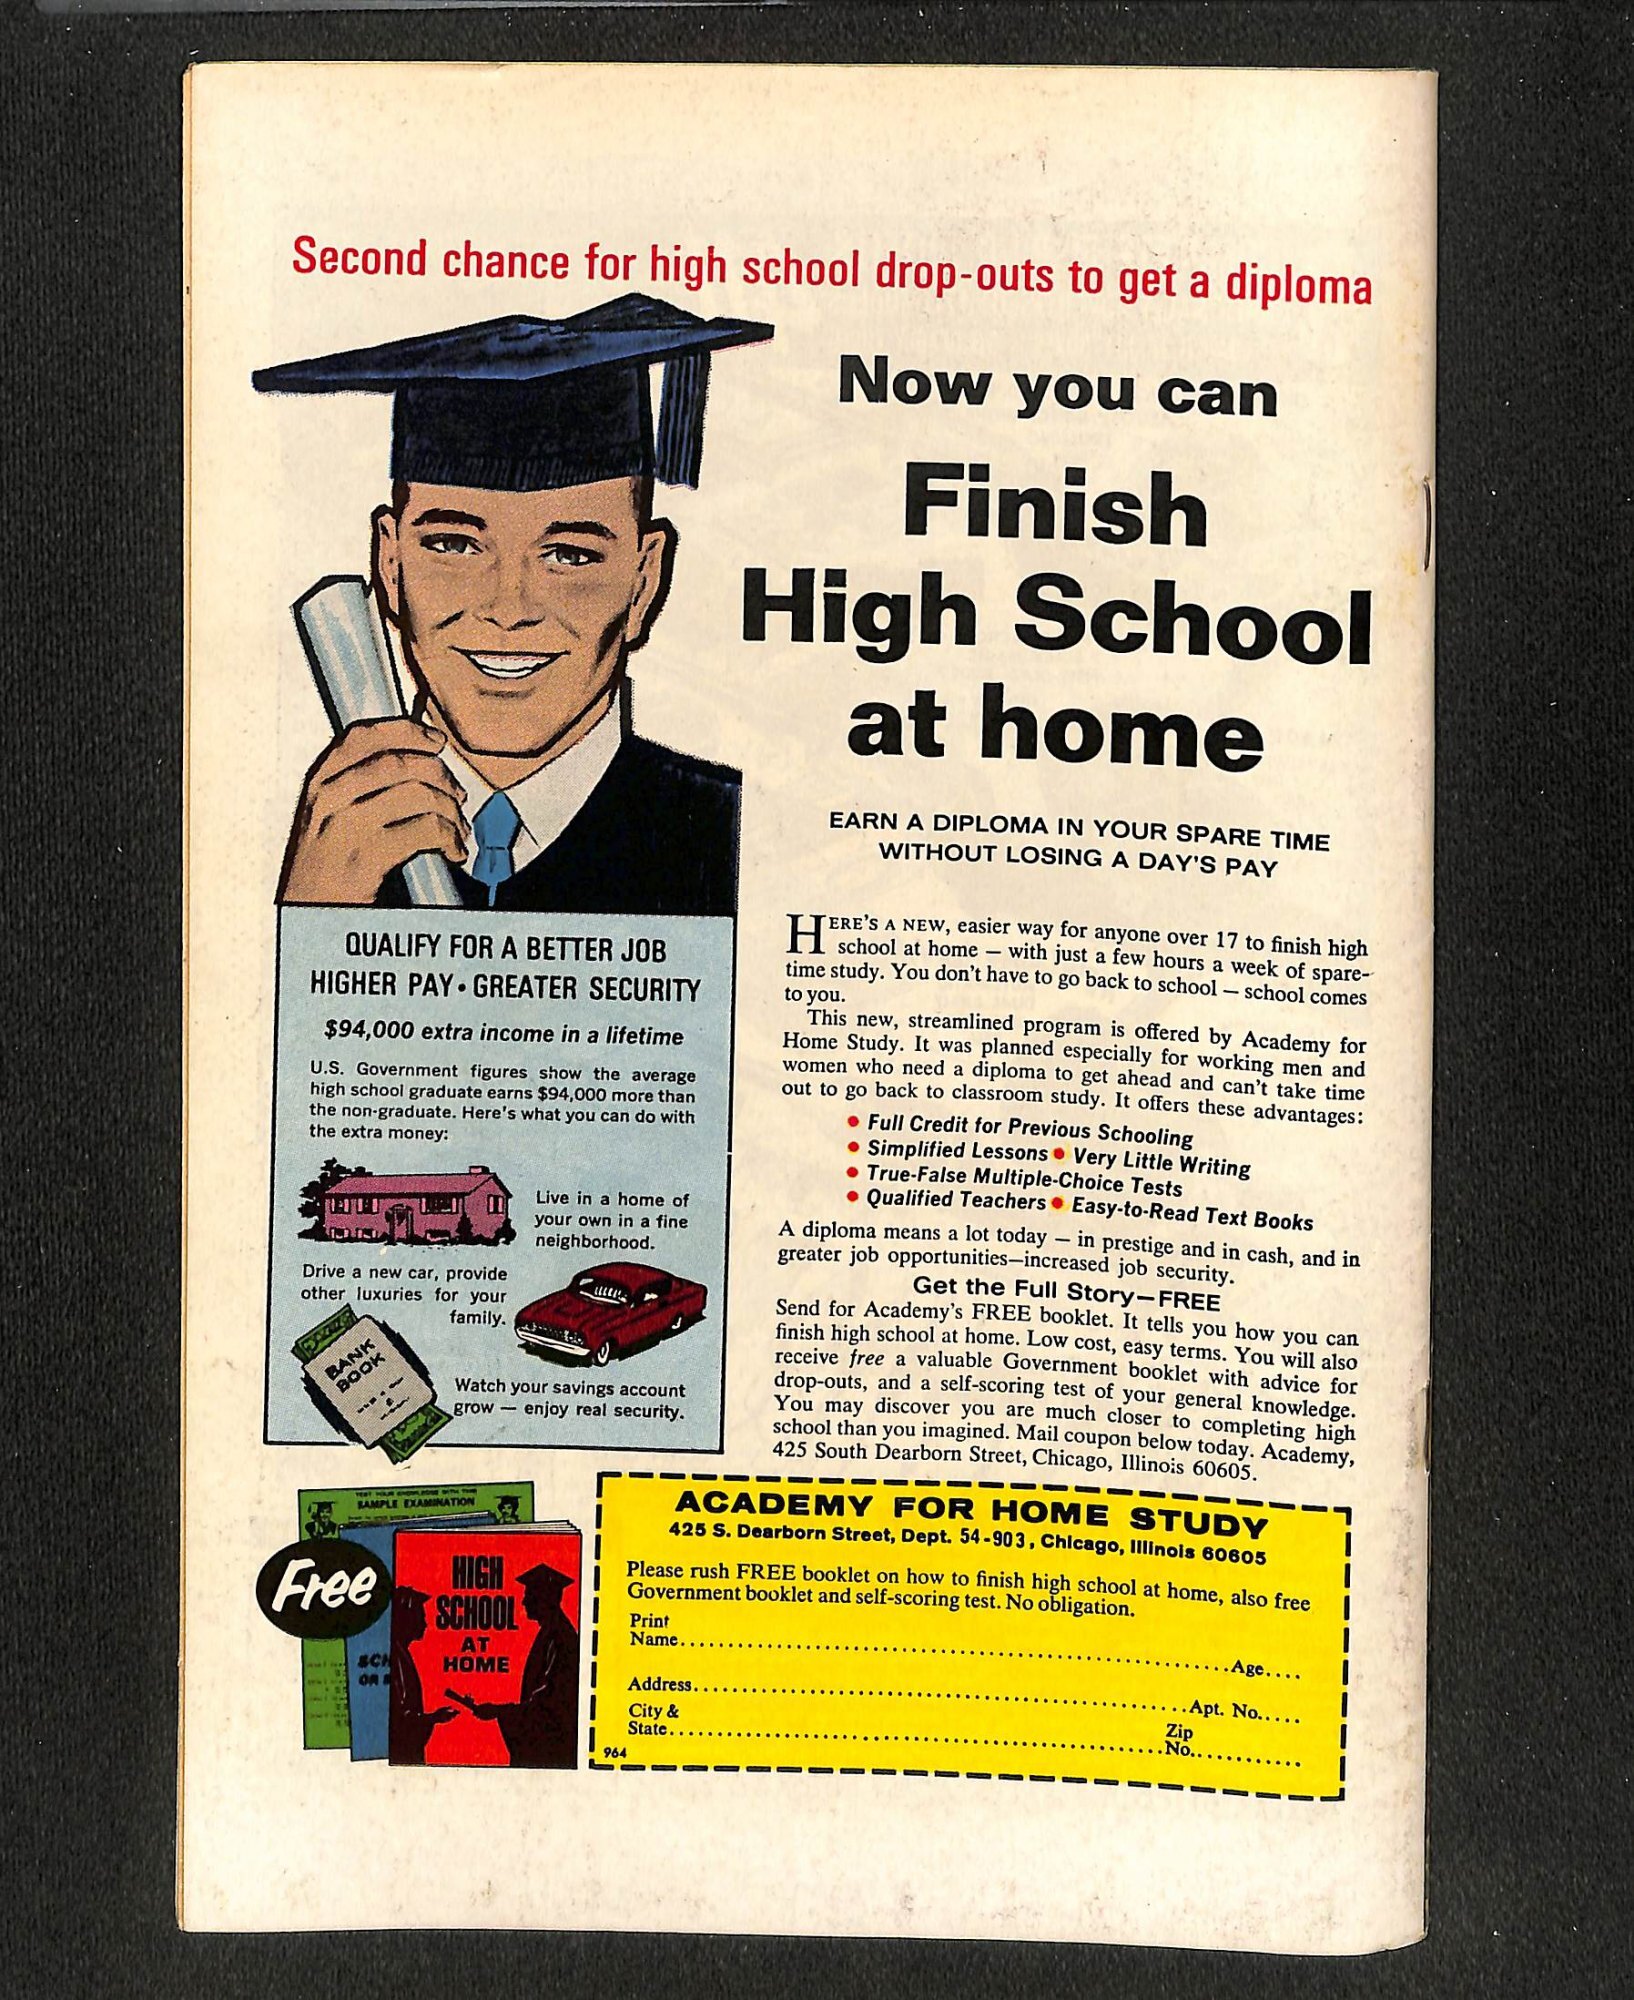 Second chance for high school drop-outs to get a diploma
Now you can
Finish
High School
at home
EARN A DIPLOMA IN YOUR SPARE TIME
WITHOUT LOSING A DAY'S PAY
HERE'S A NEW, easier way for anyone over 17 to finish high
school at home — with just a few hours a week of spare-
time study. You don't have to go back to school — school comes
to you.
This new, streamlined program is offered by Academy for
Home Study. It was planned especially for working men and
women who need a diploma to get ahead and can't take time
out to go back to classroom study. It offers these advantages:
• Full Credit for Previous Schooling
• Simplified Lessons • Very Little Writing
• True-False Multiple-Choice Tests
• Qualified Teachers • Easy-to-Read Text Books
A diploma means a lot today — in prestige and in cash, and in
greater job opportunities—increased job security.
Get the Full Story—FREE
Send for Academy's FREE booklet. It tells you how you can
finish high school at home. Low cost, easy terms. You will also
receive free a valuable Government booklet with advice for
drop-outs, and a self-scoring test of your general knowledge.
You may discover you are much closer to completing high
school than you imagined. Mail coupon below today. Academy,
425 South Dearborn Street, Chicago, Illinois 60605.
QUALIFY FOR A BETTER JOB
HIGHER PAY • GREATER SECURITY
$94,000 extra income in a lifetime
U.S. Government figures show the average
high school graduate earns $94,000 more than
the non-graduate. Here's what you can do with
the extra money:
Live in a home of
your own in a fine
neighborhood.
Drive a new car, provide
other luxuries for your
family.
BANK
BOOK
Watch your savings account
grow — enjoy real security.
TEST YOUR KNOWLEDGE WITH THIS
SAMPLE EXAMINATION
Free
HIGH
SCHOOL
AT
HOME
SCH
OR
ACADEMY FOR HOME STUDY
425 S. Dearborn Street, Dept. 54-903, Chicago, Illinois 60605
Please rush FREE booklet on how to finish high school at home, also free
Government booklet and self-scoring test. No obligation.
Print
Name..........Age....
Address..........Apt. No.....
City &
State..........Zip
No...........
964